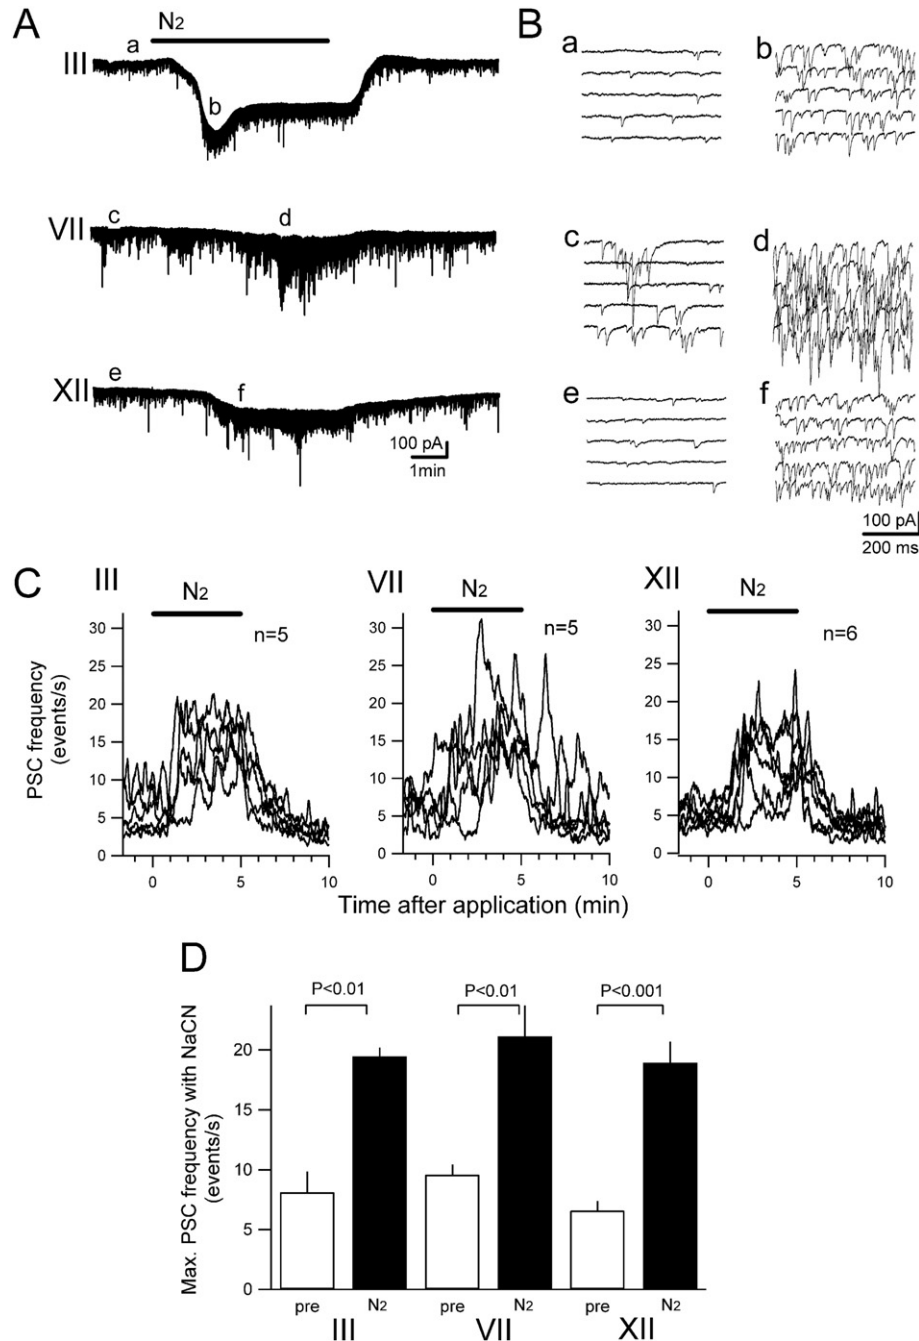 A
N2
III
a
b
VII
c
d
XII
e
f
100 pA
1min
B
a
b
c
d
e
f
100 pA
200 ms
C
III
VII
XII
N2
N2
N2
n=5
n=5
n=6
PSC frequency
(events/s)
30
25
20
15
10
5
0
30
25
20
15
10
5
0
30
25
20
15
10
5
0
0 5 10
0 5 10
0 5 10
Time after application (min)
D
P<0.01
P<0.01
P<0.001
Max. PSC frequency with NaCN
(events/s)
20
15
10
5
0
pre N2 pre N2 pre N2
III VII XII